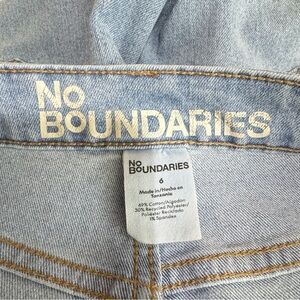 No
BoUNDARIES
No
BoUNDARIES
6
Made in/Hecho en
Tanzania
69% Cotton/Algodon
30% Recycled Polyester/
Poliéster Reciclado
1% Spandex